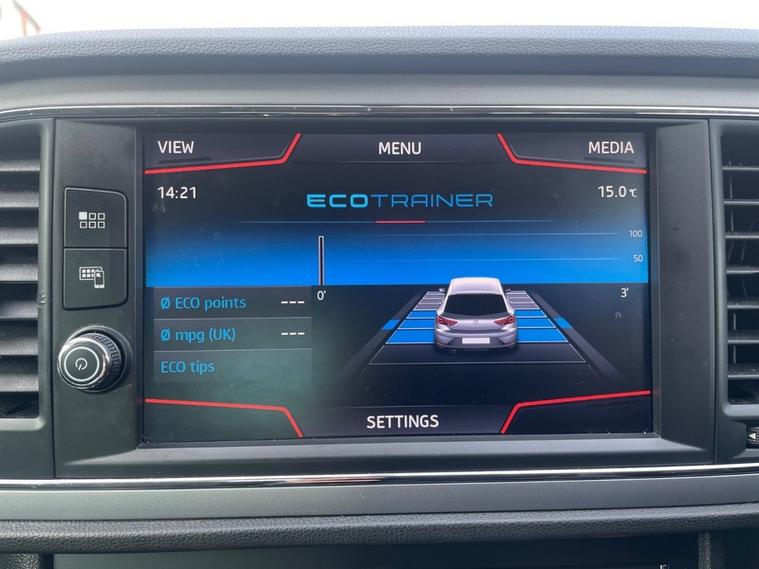 VIEW
MENU
MEDIA
14:21
ECOTRAINER
15.0 °C
100
50
0'
3'
Ø ECO points ---
Ø mpg (UK) ---
ECO tips
SETTINGS